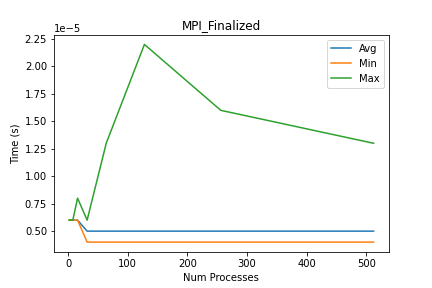 MPI_Finalized
1e−5
2.25
2.00
1.75
1.50
1.25
1.00
0.75
0.50
Time (s)
Avg
Min
Max
0
100
200
300
400
500
Num Processes